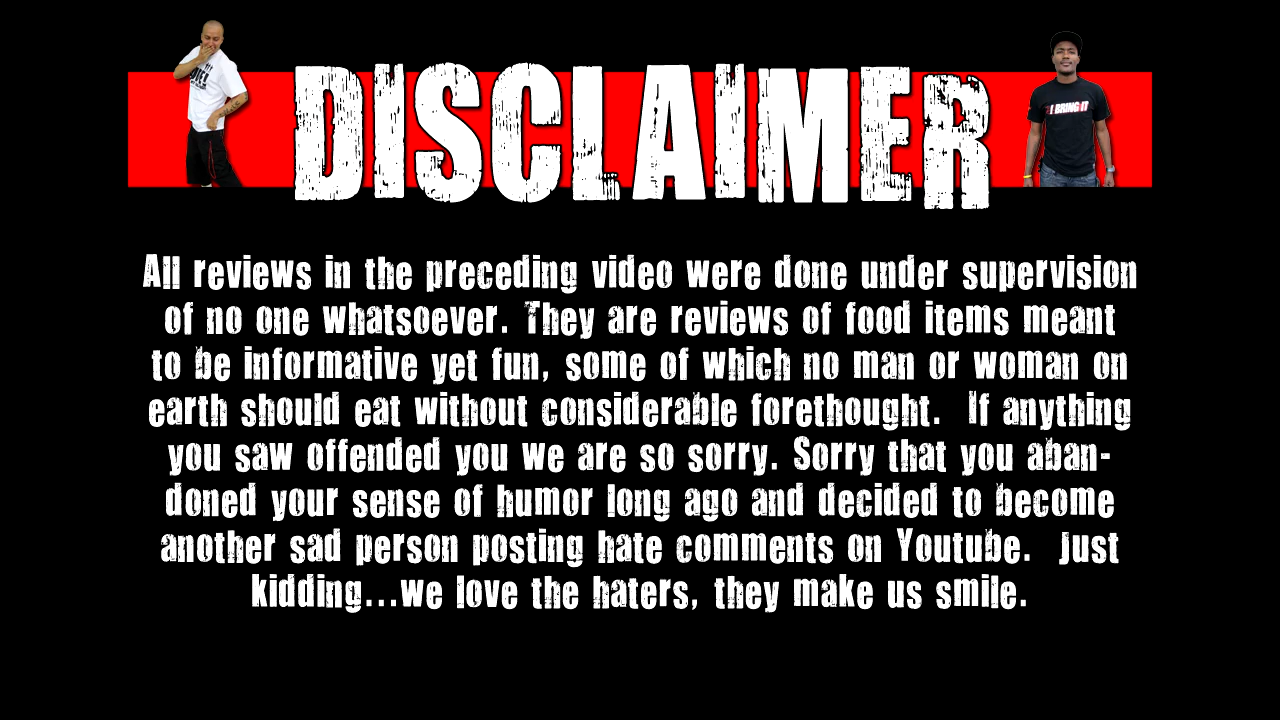 DISCLAIMER
I BRING IT
All reviews in the preceding video were done under supervision
of no one whatsoever. They are reviews of food items meant
to be informative yet fun, some of which no man or woman on
earth should eat without considerable forethought.  If anything
you saw offended you we are so sorry. Sorry that you aban-
doned your sense of humor long ago and decided to become
another sad person posting hate comments on Youtube.  Just
kidding...we love the haters, they make us smile.